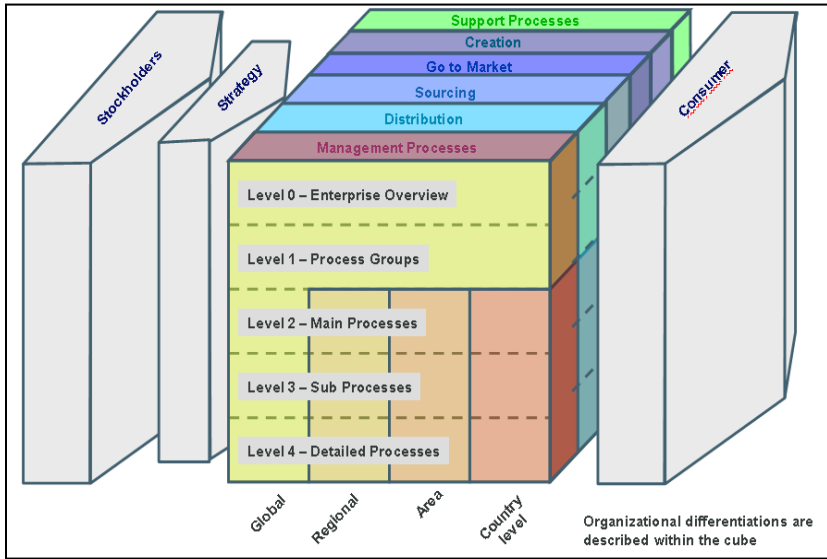 Stockholders
Strategy
Support Processes
Creation
Go to Market
Sourcing
Distribution
Management Processes
Consumer
Level 0 – Enterprise Overview
Level 1 – Process Groups
Level 2 – Main Processes
Level 3 – Sub Processes
Level 4 – Detailed Processes
Global
Regional
Area
Country
level
Organizational differentiations are
described within the cube